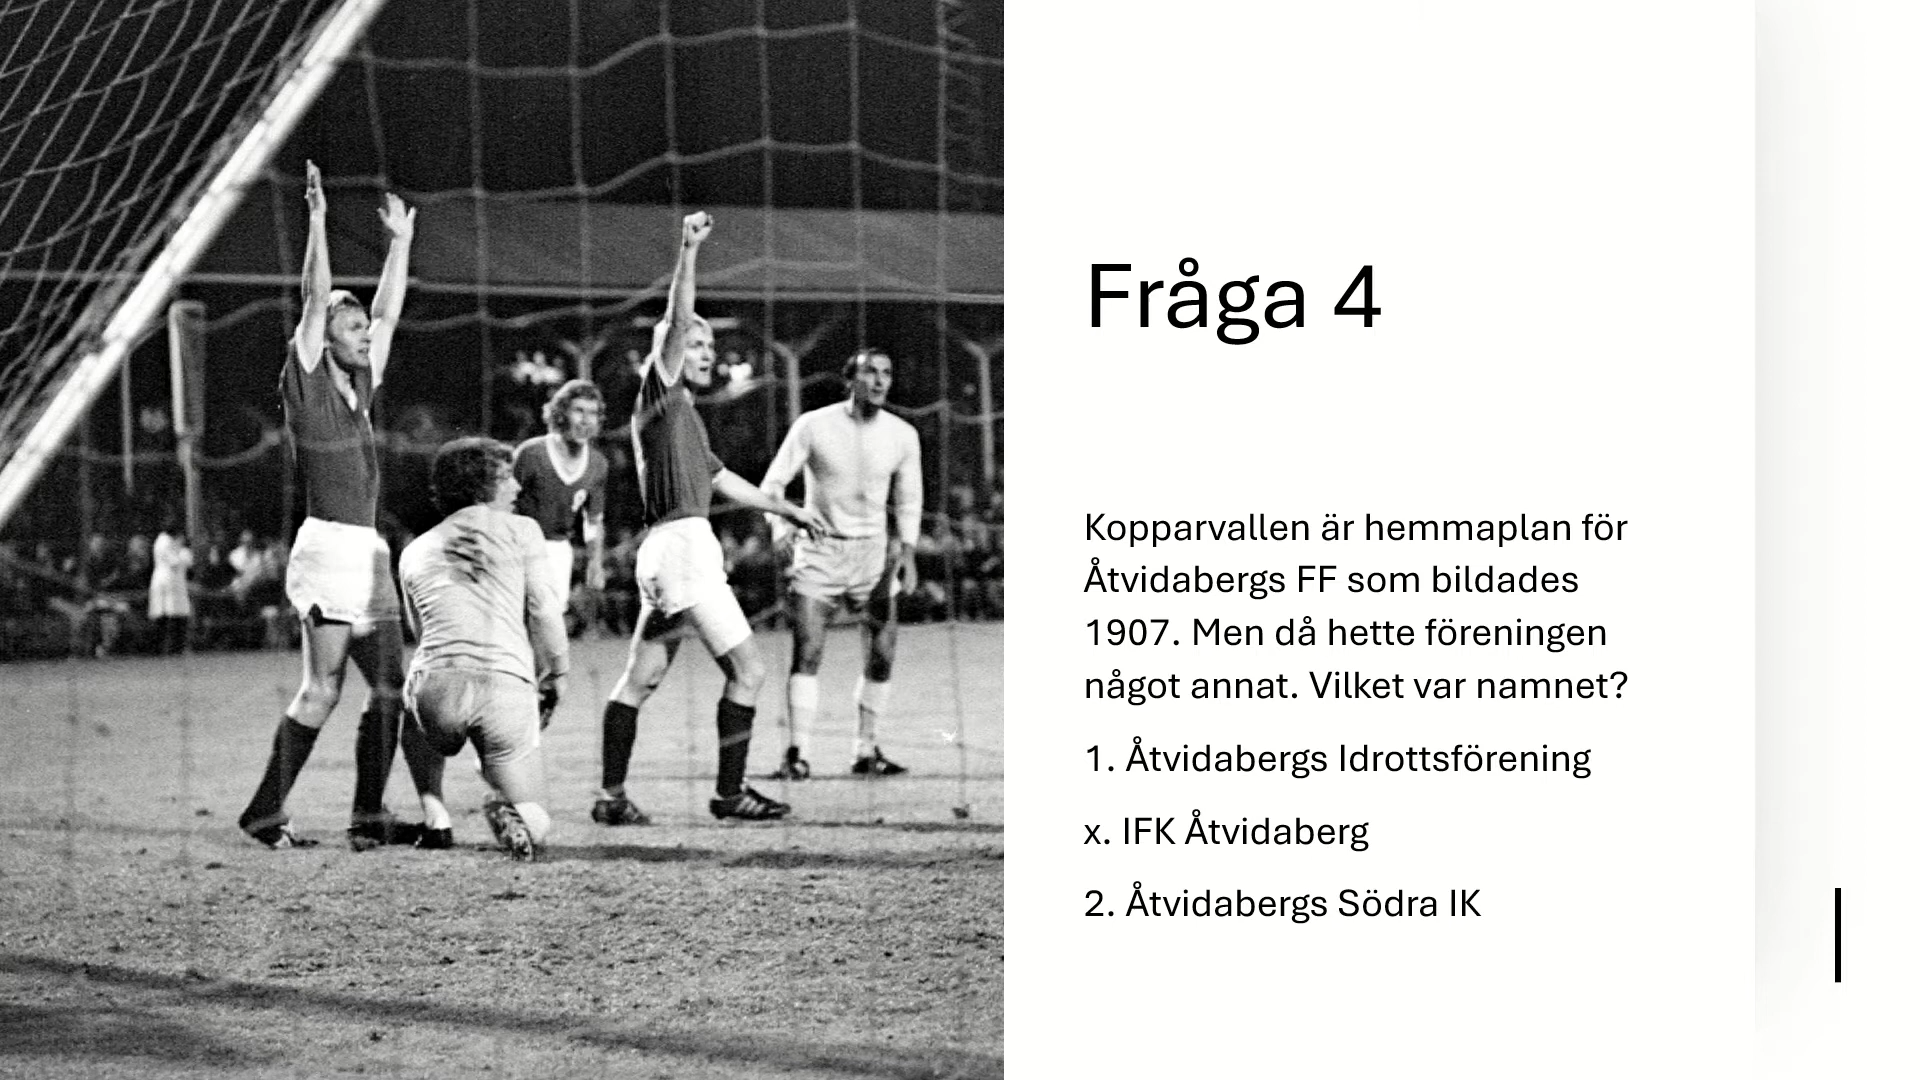 Fråga 4
Kopparvallen är hemmaplan för
Åtvidabergs FF som bildades
1907. Men då hette föreningen
något annat. Vilket var namnet?
1. Åtvidabergs Idrottsförening
x. IFK Åtvidaberg
2. Åtvidabergs Södra IK